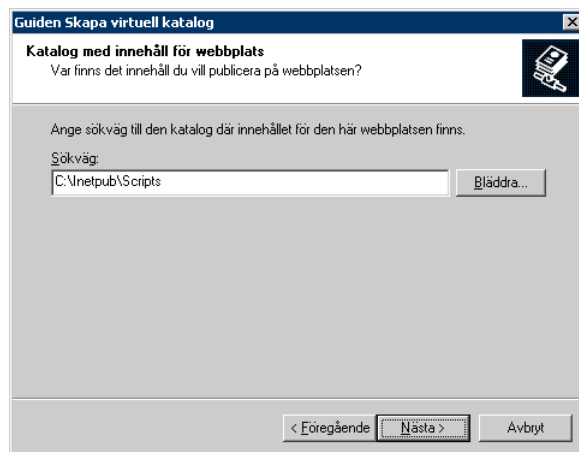 Guiden Skapa virtuell katalog
Katalog med innehåll för webbplats
Var finns det innehåll du vill publicera på webbplatsen?
Ange sökväg till den katalog där innehållet för den här webbplatsen finns.
Sökväg:
C:\Inetpub\Scripts
Bläddra...
< Föregående Nästa > Avbryt